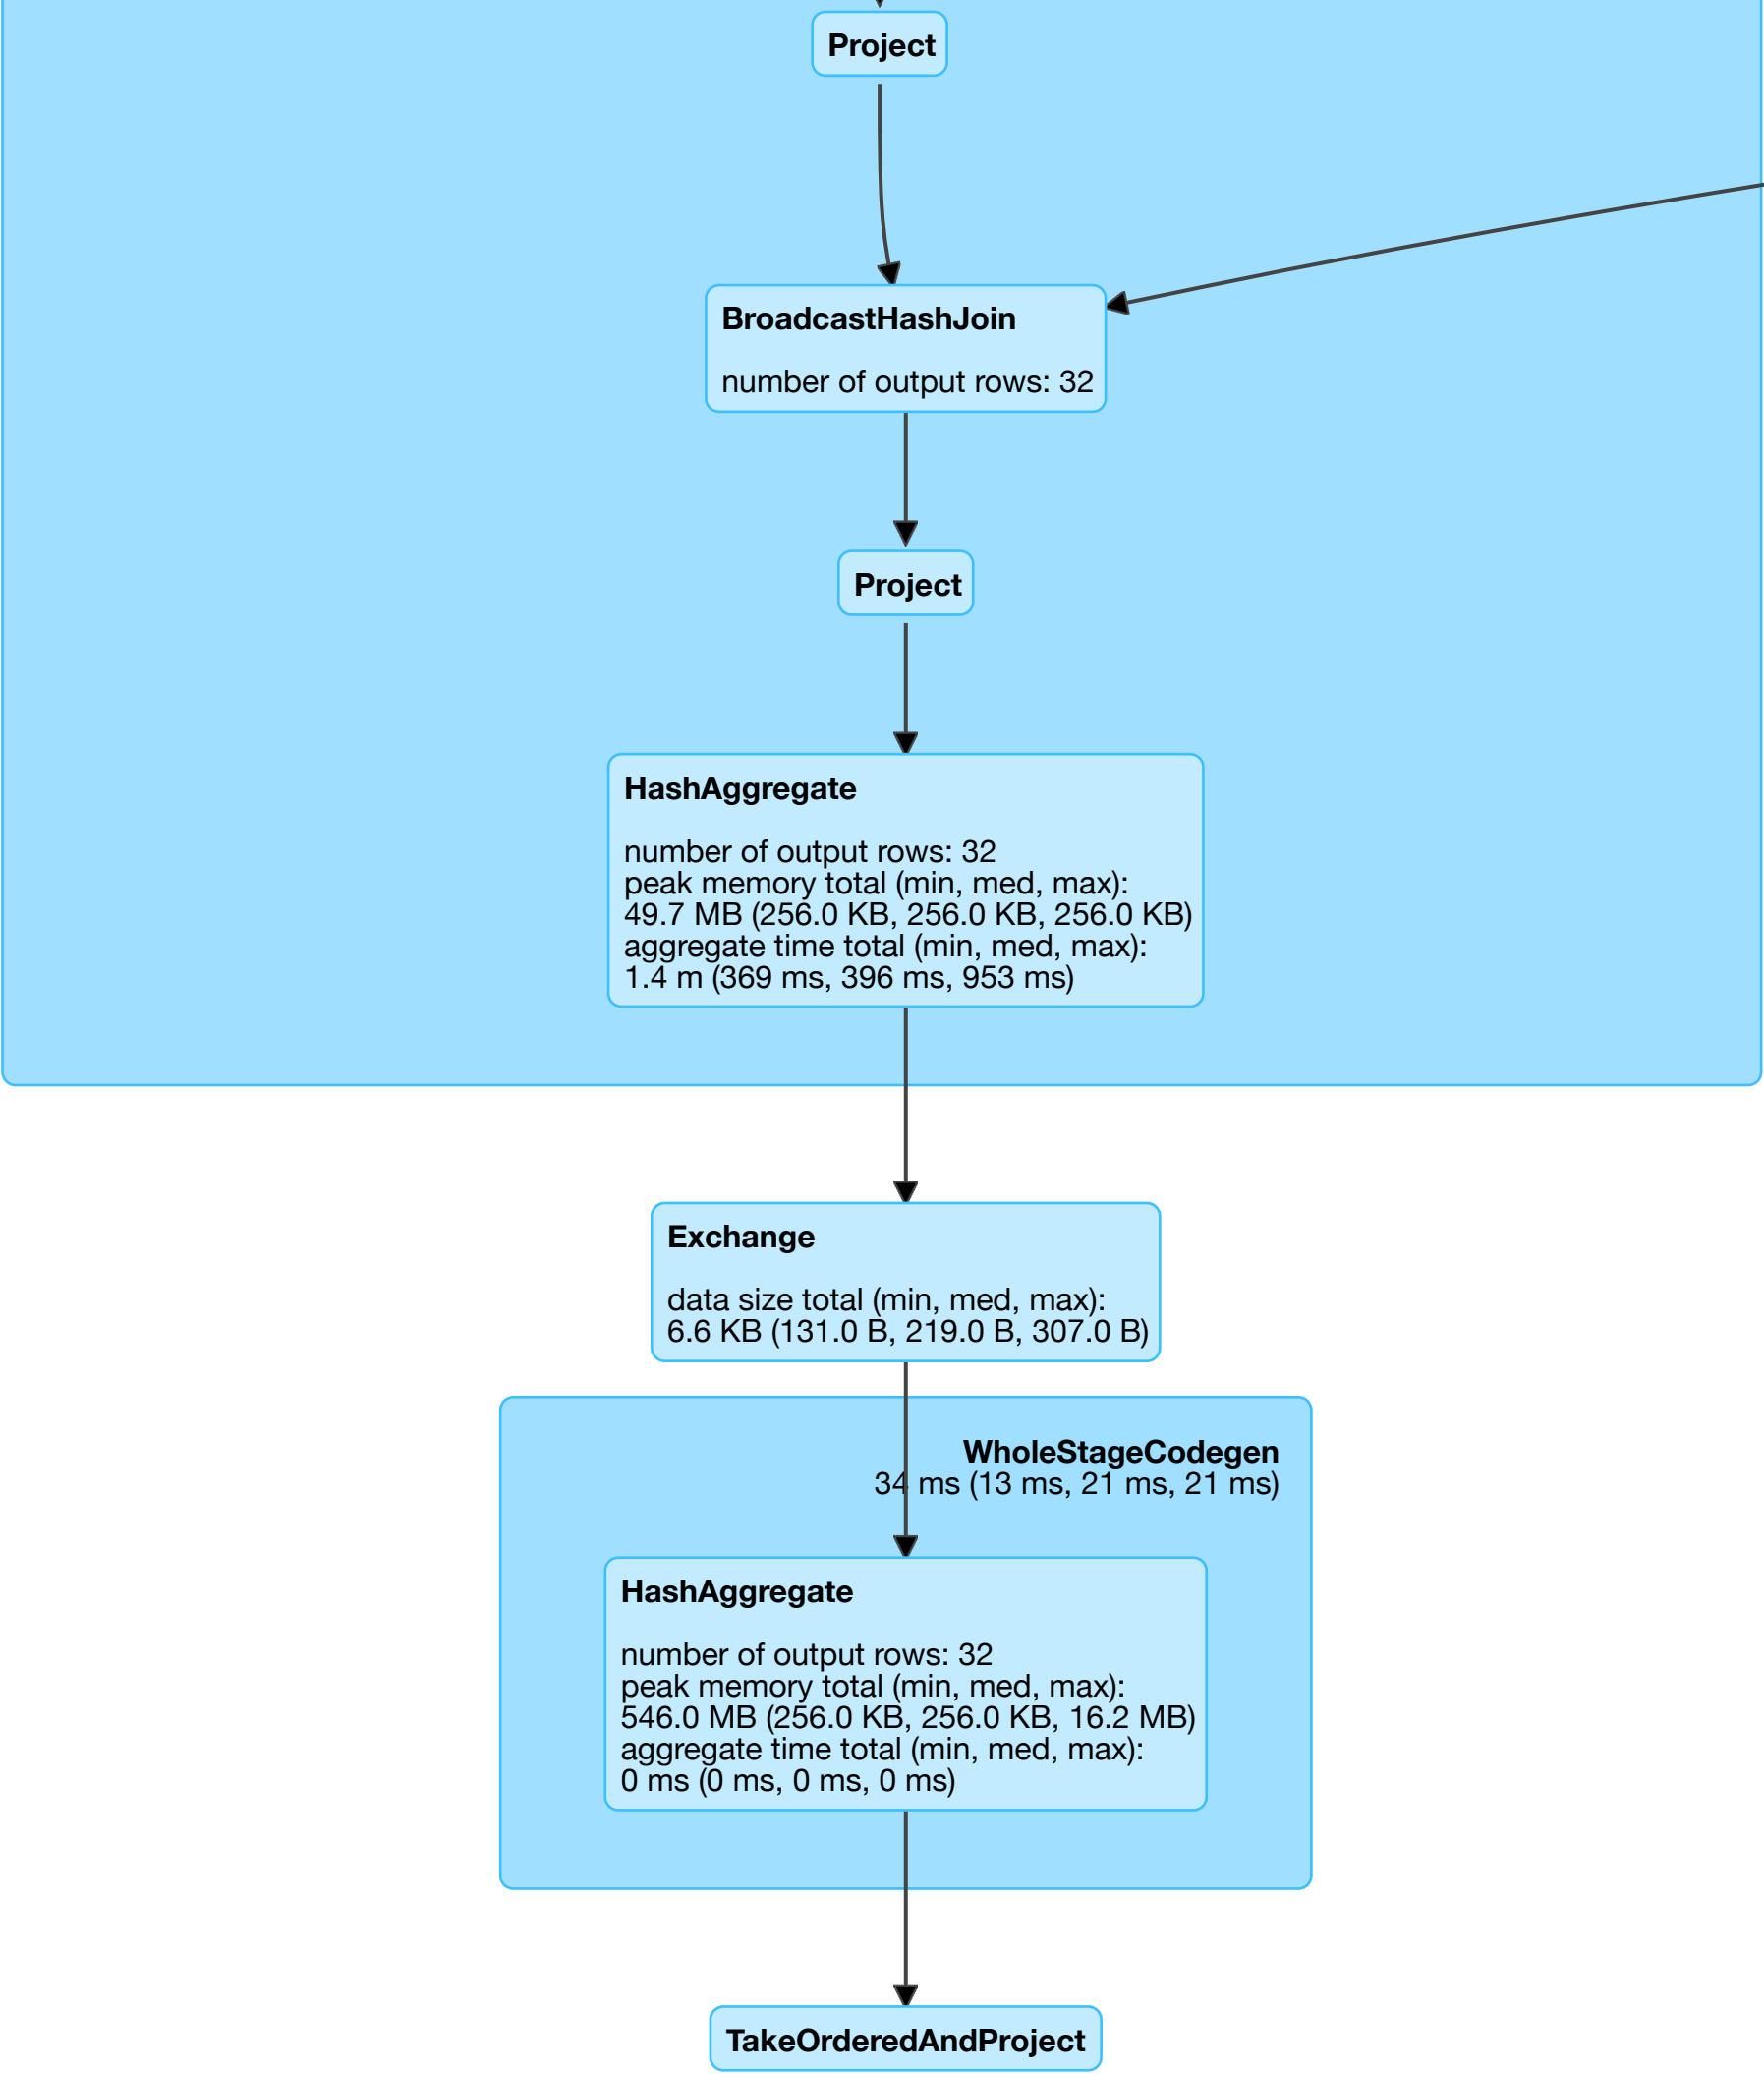 Project
BroadcastHashJoin
number of output rows: 32
Project
HashAggregate
number of output rows: 32
peak memory total (min, med, max):
49.7 MB (256.0 KB, 256.0 KB, 256.0 KB)
aggregate time total (min, med, max):
1.4 m (369 ms, 396 ms, 953 ms)
Exchange
data size total (min, med, max):
6.6 KB (131.0 B, 219.0 B, 307.0 B)
WholeStageCodegen
34 ms (13 ms, 21 ms, 21 ms)
HashAggregate
number of output rows: 32
peak memory total (min, med, max):
546.0 MB (256.0 KB, 256.0 KB, 16.2 MB)
aggregate time total (min, med, max):
0 ms (0 ms, 0 ms, 0 ms)
TakeOrderedAndProject